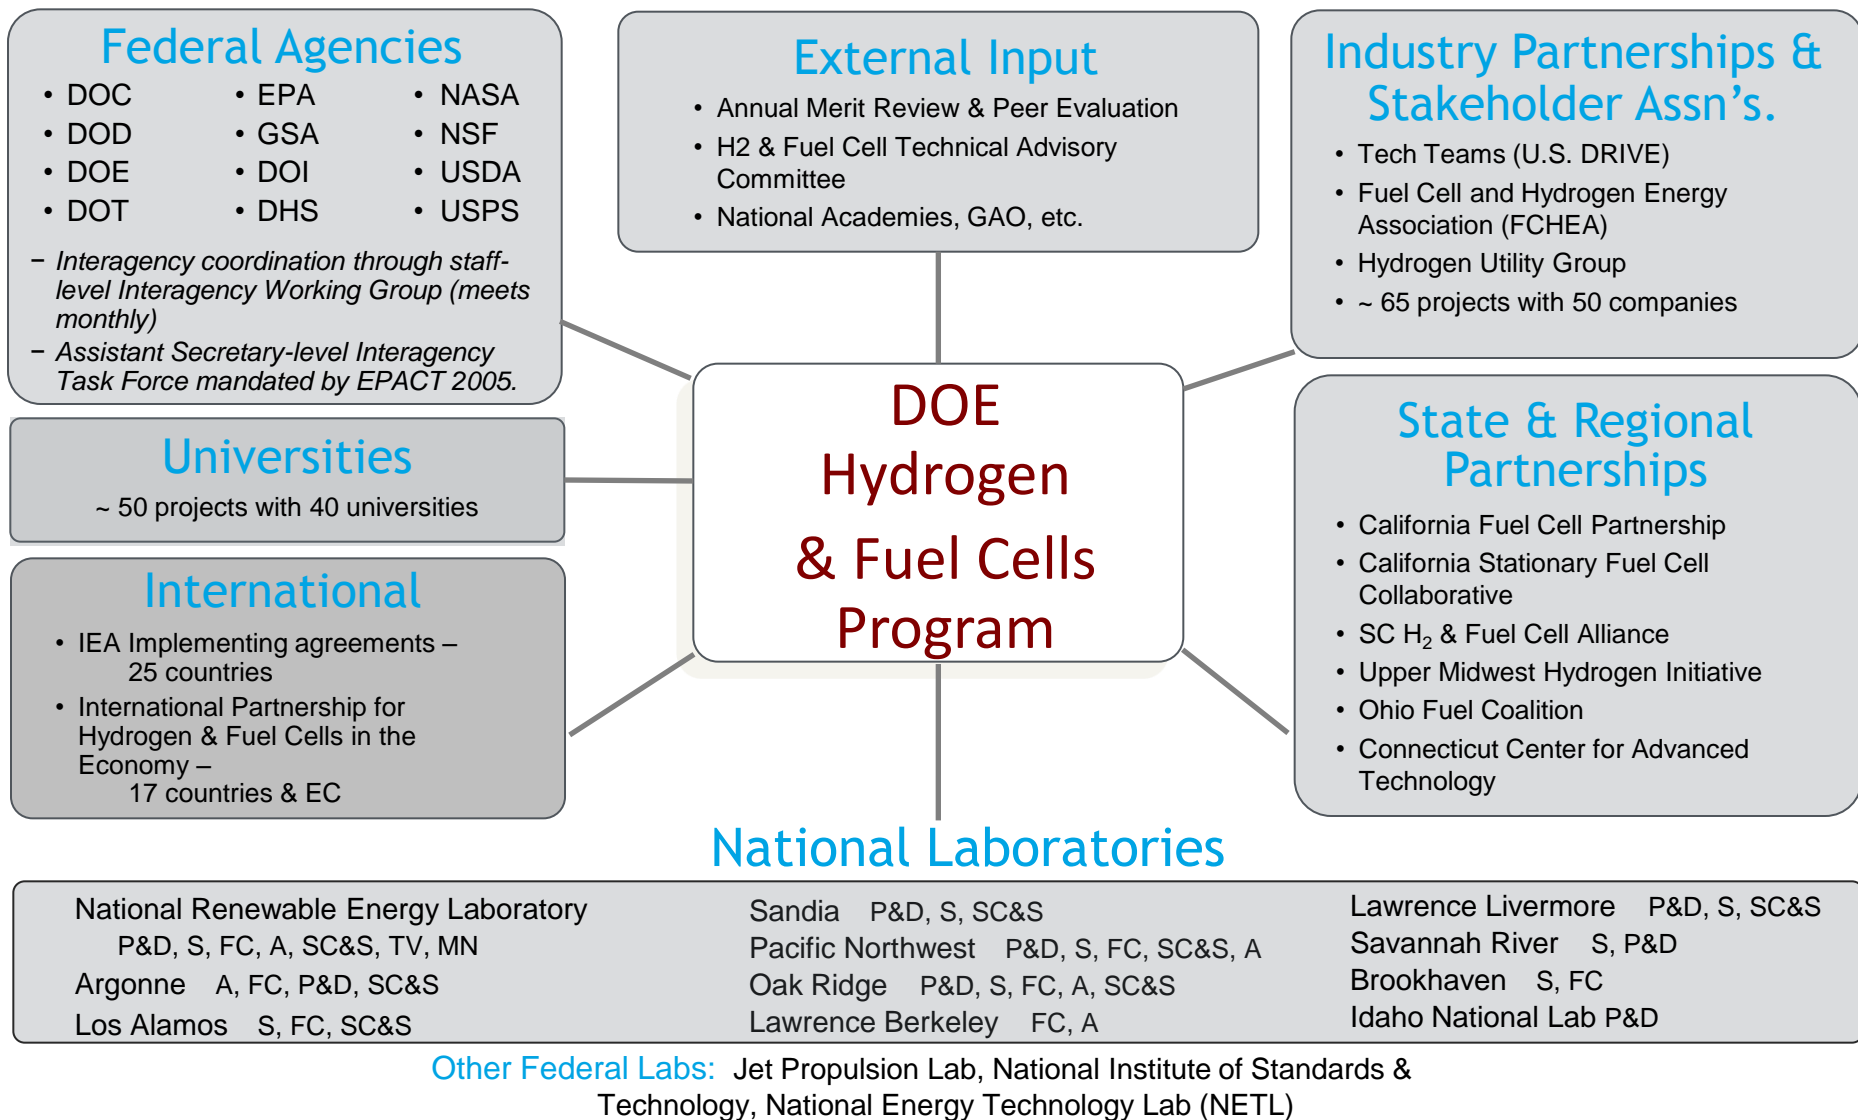 Federal Agencies
• DOC
• DOD
• DOE
• DOT
• EPA
• GSA
• DOI
• DHS
• NASA
• NSF
• USDA
• USPS
− Interagency coordination through staff-
level Interagency Working Group (meets
monthly)
− Assistant Secretary-level Interagency
Task Force mandated by EPACT 2005.
Universities
~ 50 projects with 40 universities
International
• IEA Implementing agreements –
25 countries
• International Partnership for
Hydrogen & Fuel Cells in the
Economy –
17 countries & EC
External Input
• Annual Merit Review & Peer Evaluation
• H2 & Fuel Cell Technical Advisory
Committee
• National Academies, GAO, etc.
DOE
Hydrogen
& Fuel Cells
Program
Industry Partnerships &
Stakeholder Assn's.
• Tech Teams (U.S. DRIVE)
• Fuel Cell and Hydrogen Energy
Association (FCHEA)
• Hydrogen Utility Group
• ~ 65 projects with 50 companies
State & Regional
Partnerships
• California Fuel Cell Partnership
• California Stationary Fuel Cell
Collaborative
• SC H₂ & Fuel Cell Alliance
• Upper Midwest Hydrogen Initiative
• Ohio Fuel Coalition
• Connecticut Center for Advanced
Technology
National Laboratories
National Renewable Energy Laboratory
P&D, S, FC, A, SC&S, TV, MN
Argonne A, FC, P&D, SC&S
Los Alamos S, FC, SC&S
Sandia P&D, S, SC&S
Pacific Northwest P&D, S, FC, SC&S, A
Oak Ridge P&D, S, FC, A, SC&S
Lawrence Berkeley FC, A
Lawrence Livermore P&D, S, SC&S
Savannah River S, P&D
Brookhaven S, FC
Idaho National Lab P&D
Other Federal Labs: Jet Propulsion Lab, National Institute of Standards &
Technology, National Energy Technology Lab (NETL)